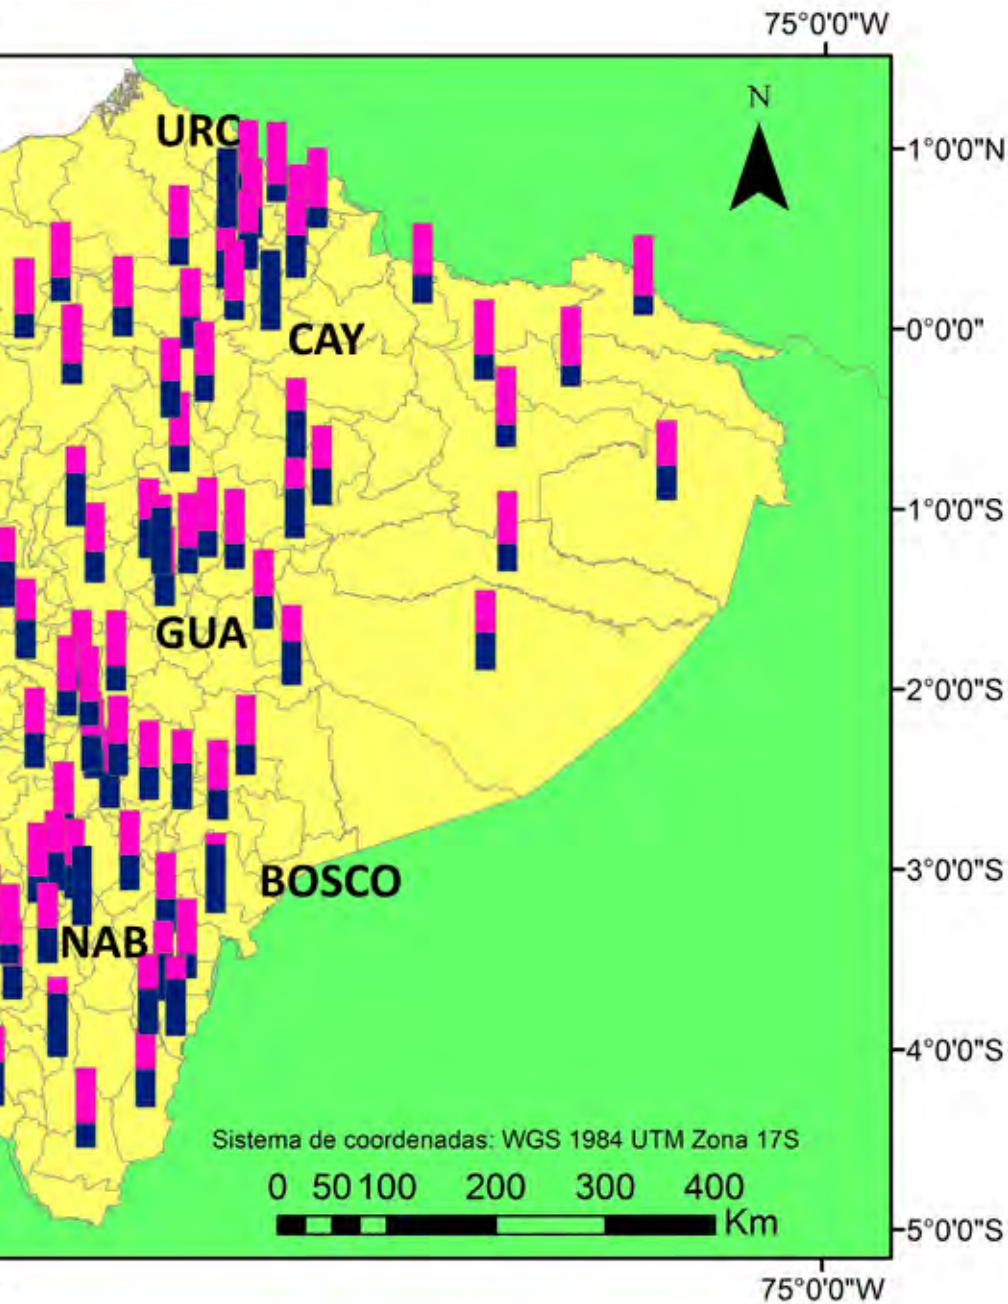 75°0'0"W
N
URC
1°0'0"N
0°0'0"
CAY
1°0'0"S
GUA
2°0'0"S
3°0'0"S
BOSCO
NAB
4°0'0"S
Sistema de coordenadas: WGS 1984 UTM Zona 17S
0 50 100 200 300 400
Km
5°0'0"S
75°0'0"W